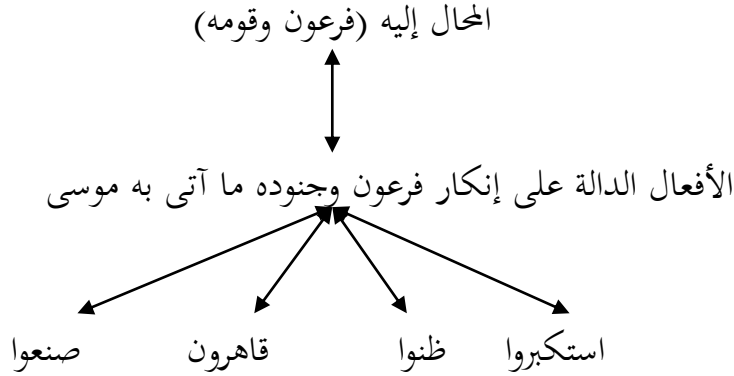 المحال إليه (فرعون وقومه)
الأفعال الدالة على إنكار فرعون وجنوده ما آتى به موسى
استكبروا ظنوا قاهرون صنعوا